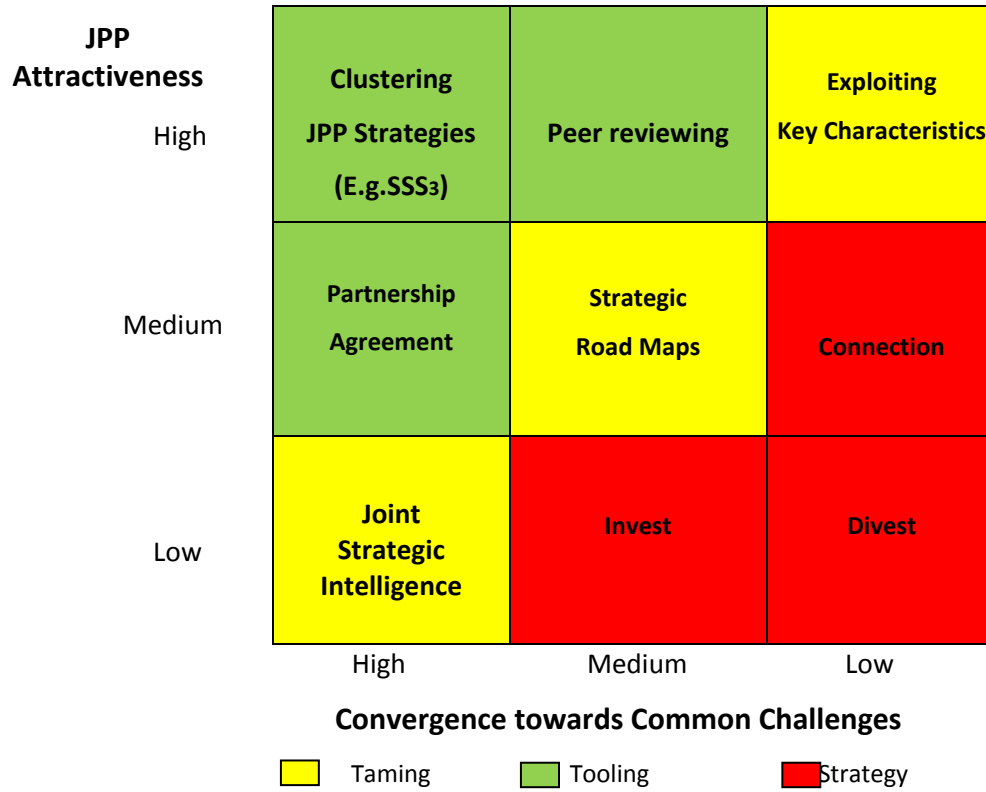 JPP
Attractiveness
High
Clustering
JPP Strategies
(E.g.SSS3)
Peer reviewing
Exploiting
Key Characteristics
Medium
Partnership
Agreement
Strategic
Road Maps
Connection
Low
Joint
Strategic
Intelligence
Invest
Divest
High
Medium
Low
Convergence towards Common Challenges
Taming
Tooling
Strategy